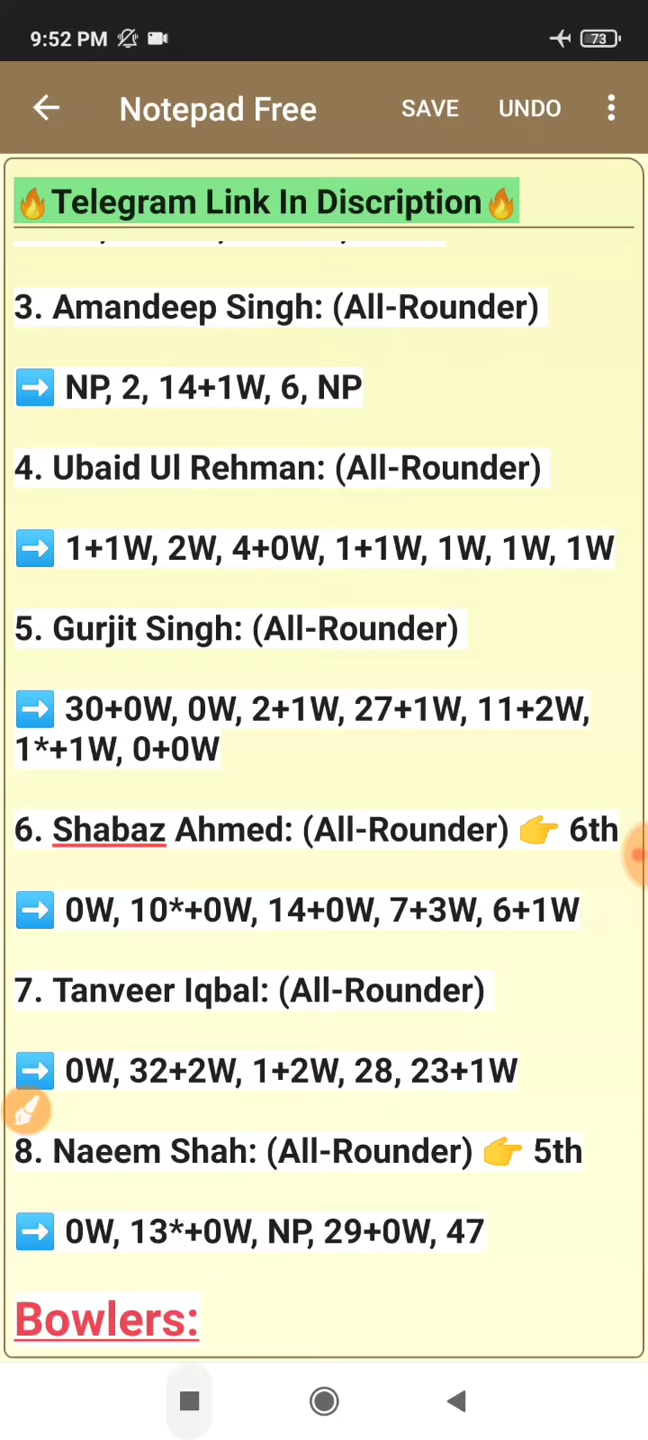 9:52 PM
73
Notepad Free
SAVE
UNDO
🔥Telegram Link In Discription🔥
3. Amandeep Singh: (All-Rounder)
➡️ NP, 2, 14+1W, 6, NP
4. Ubaid Ul Rehman: (All-Rounder)
➡️ 1+1W, 2W, 4+0W, 1+1W, 1W, 1W, 1W
5. Gurjit Singh: (All-Rounder)
➡️ 30+0W, 0W, 2+1W, 27+1W, 11+2W,
1*+1W, 0+0W
6. Shabaz Ahmed: (All-Rounder) 👉 6th
➡️ 0W, 10*+0W, 14+0W, 7+3W, 6+1W
7. Tanveer Iqbal: (All-Rounder)
➡️ 0W, 32+2W, 1+2W, 28, 23+1W
8. Naeem Shah: (All-Rounder) 👉 5th
➡️ 0W, 13*+0W, NP, 29+0W, 47
Bowlers: